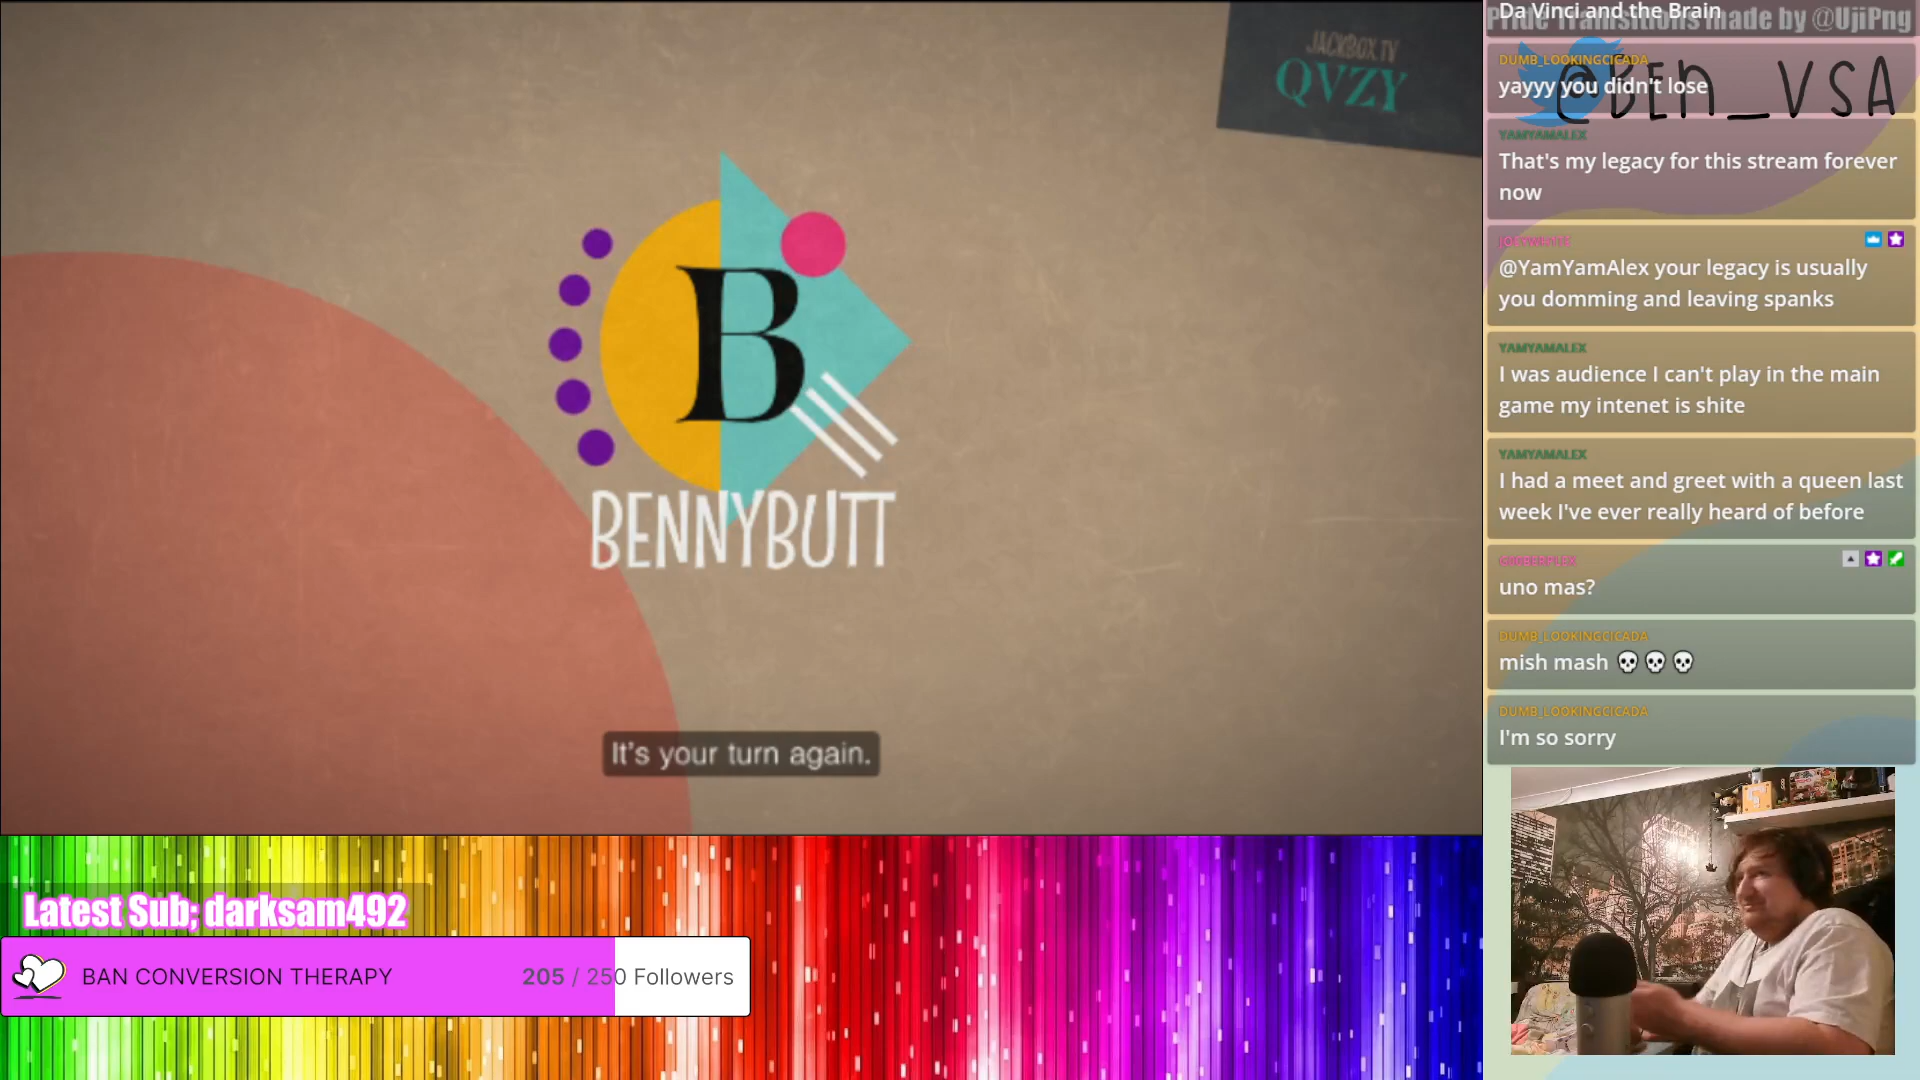 JACKBOX.TV
QVZY
B
BENNYBUTT
It's your turn again.
Latest Sub; darksam492
BAN CONVERSION THERAPY
205 / 250 Followers
Pride Transitions made by @UjiPng
@BEn_VSA
Da Vinci and the Brain
DUMB_LOOKINGCICADA
yayyy you didn't lose
YAMYAMALEX
That's my legacy for this stream forever
now
@YamYamAlex your legacy is usually
you domming and leaving spanks
YAMYAMALEX
I was audience I can't play in the main
game my intenet is shite
YAMYAMALEX
I had a meet and greet with a queen last
week I've ever really heard of before
uno mas?
DUMB_LOOKINGCICADA
mish mash 💀💀💀
DUMB_LOOKINGCICADA
I'm so sorry